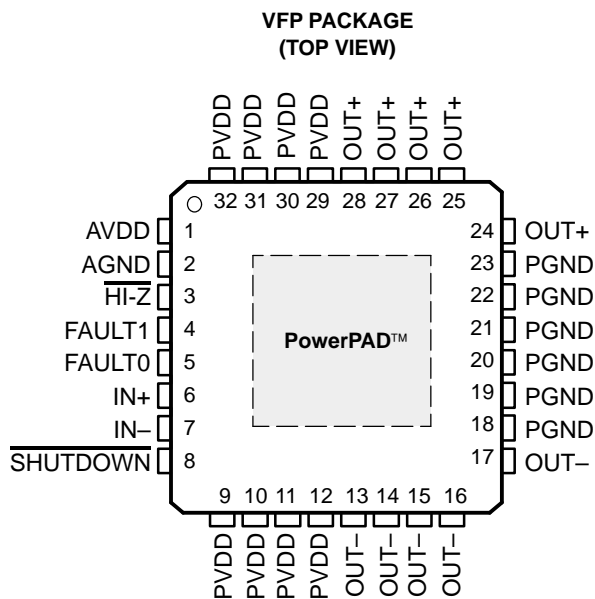 VFP PACKAGE
(TOP VIEW)
PVDD
PVDD
PVDD
PVDD
OUT+
OUT+
OUT+
OUT+
32 31 30 29 28 27 26 25
AVDD 1
AGND 2
HI-Z 3
FAULT1 4
FAULT0 5
IN+ 6
IN– 7
SHUTDOWN 8
PowerPAD™
24 OUT+
23 PGND
22 PGND
21 PGND
20 PGND
19 PGND
18 PGND
17 OUT–
9 10 11 12 13 14 15 16
PVDD
PVDD
PVDD
PVDD
OUT–
OUT–
OUT–
OUT–